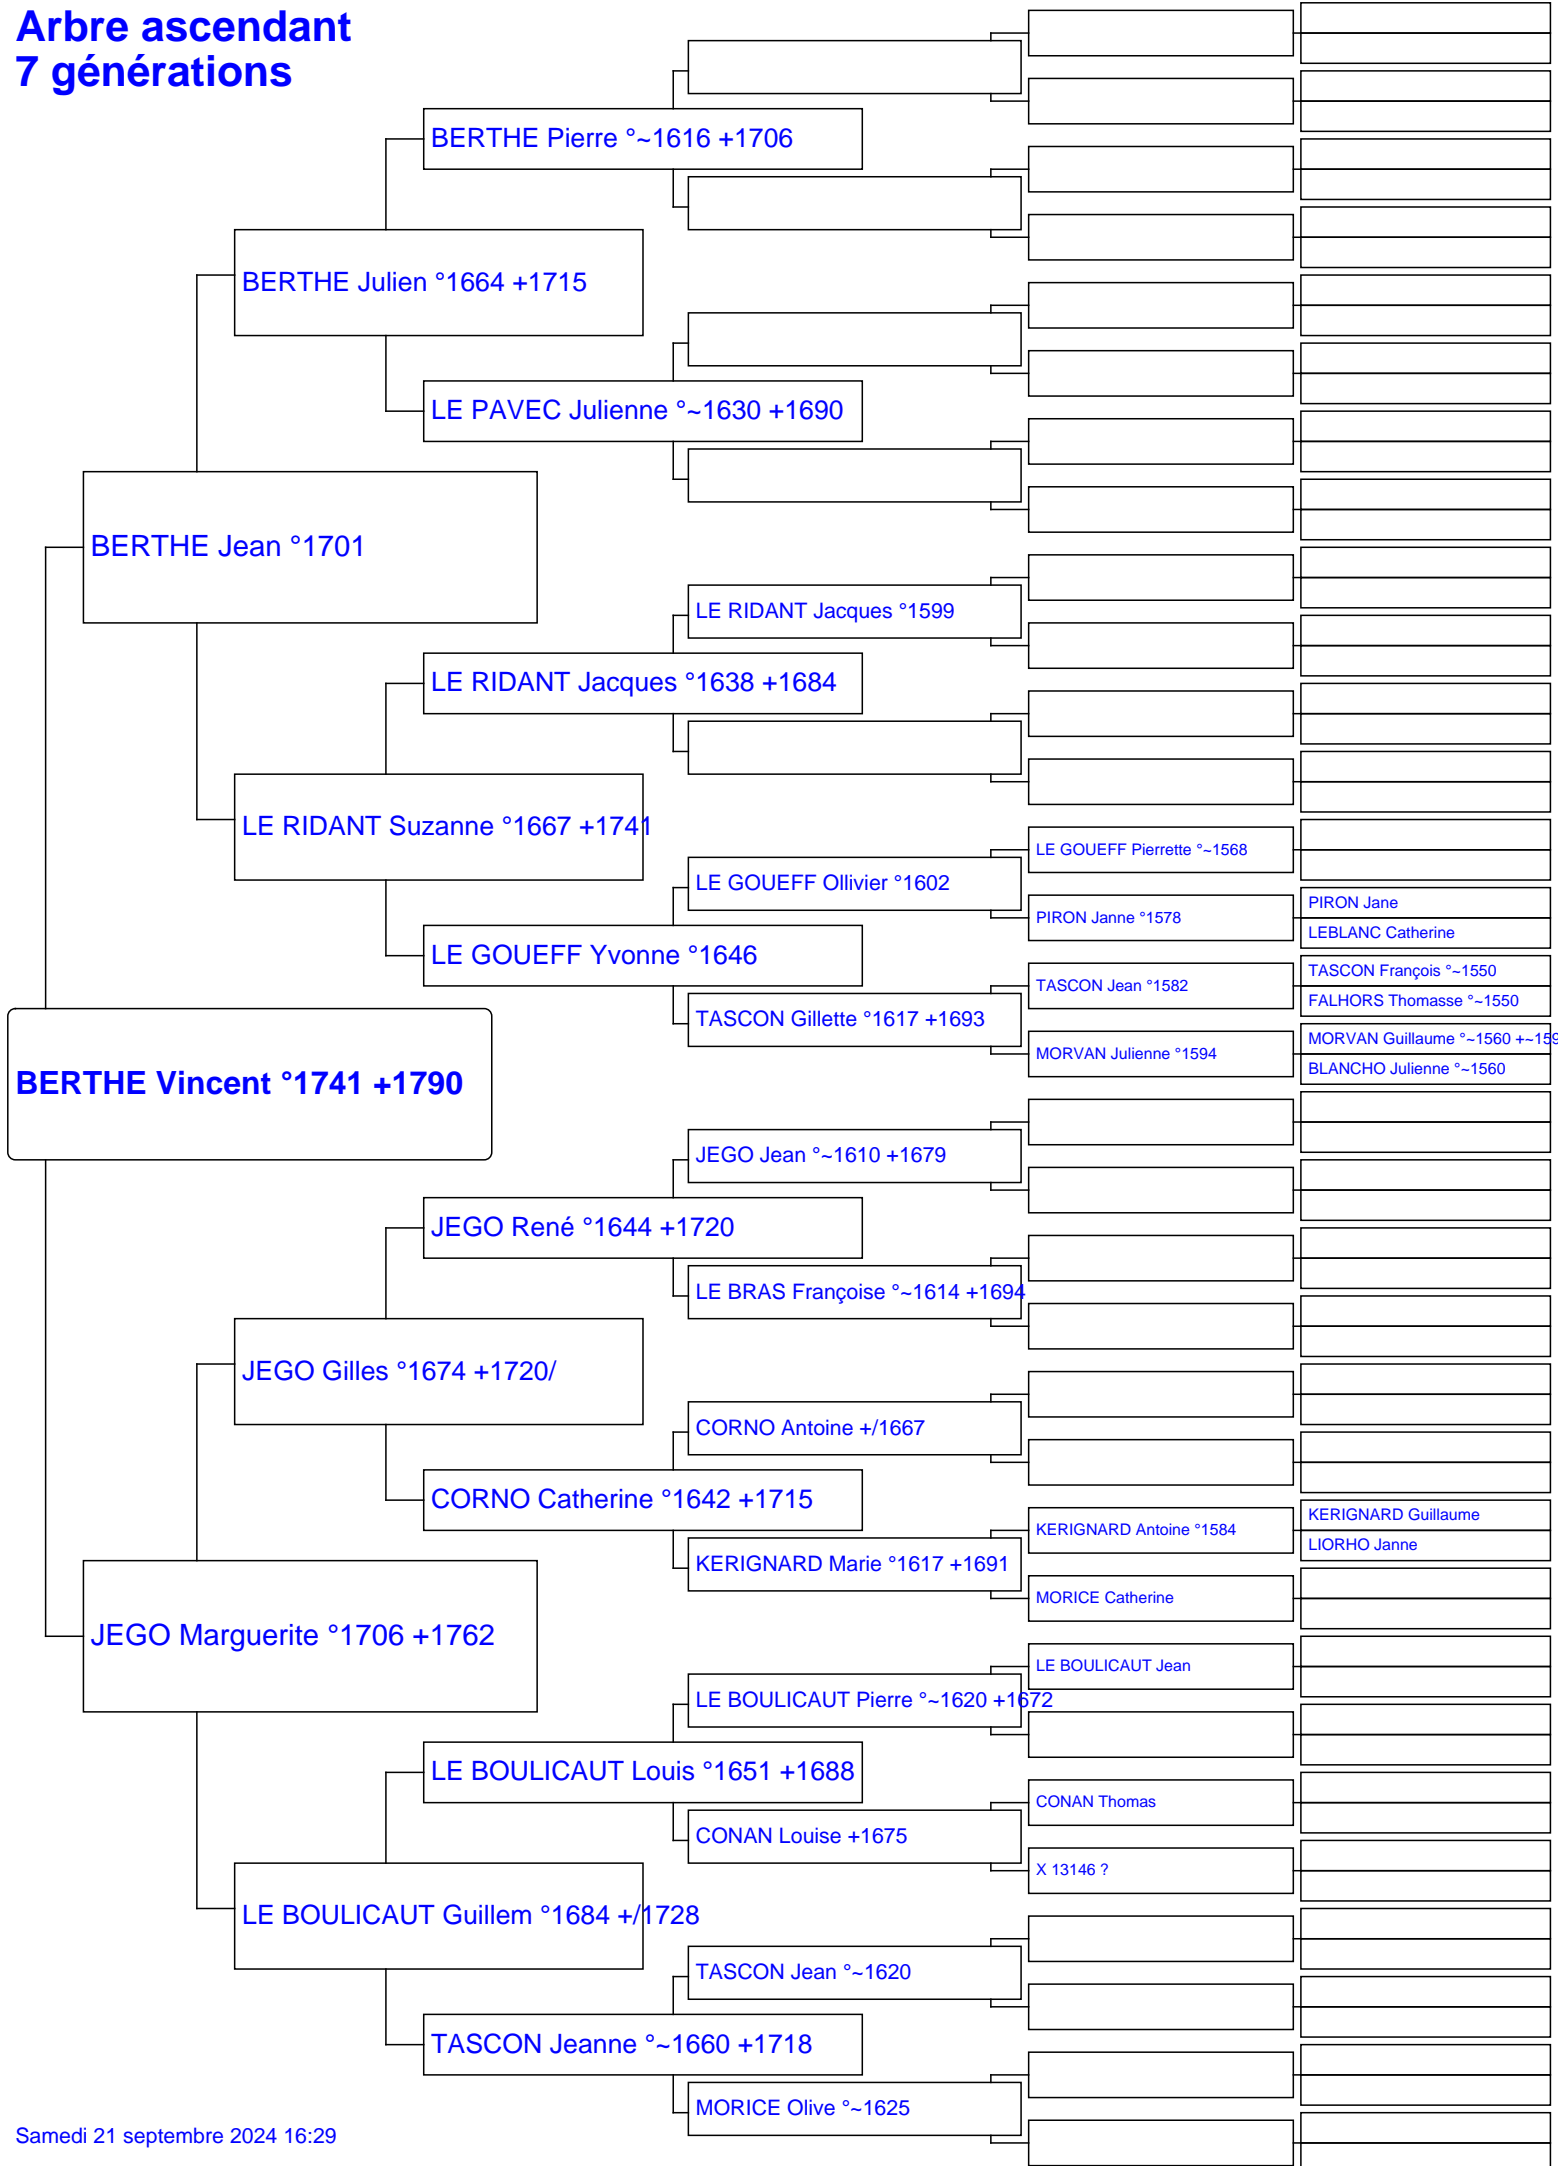 Arbre ascendant
7 générations
BERTHE Pierre °~1616 +1706
BERTHE Julien °1664 +1715
LE PAVEC Julienne °~1630 +1690
BERTHE Jean °1701
LE RIDANT Jacques °1599
LE RIDANT Jacques °1638 +1684
LE RIDANT Suzanne °1667 +1741
LE GOUEFF Pierrette °~1568
LE GOUEFF Ollivier °1602
PIRON Jane
PIRON Janne °1578
LEBLANC Catherine
LE GOUEFF Yvonne °1646
TASCON François °~1550
TASCON Jean °1582
FALHORS Thomasse °~1550
TASCON Gillette °1617 +1693
MORVAN Guillaume °~1560 +~159
MORVAN Julienne °1594
BLANCHO Julienne °~1560
BERTHE Vincent °1741 +1790
JEGO Jean °~1610 +1679
JEGO René °1644 +1720
LE BRAS Françoise °~1614 +1694
JEGO Gilles °1674 +1720/
CORNO Antoine +/1667
CORNO Catherine °1642 +1715
KERIGNARD Guillaume
KERIGNARD Antoine °1584
LIORHO Janne
KERIGNARD Marie °1617 +1691
MORICE Catherine
JEGO Marguerite °1706 +1762
LE BOULICAUT Jean
LE BOULICAUT Pierre °~1620 +1672
LE BOULICAUT Louis °1651 +1688
CONAN Thomas
CONAN Louise +1675
X 13146 ?
LE BOULICAUT Guillem °1684 +/1728
TASCON Jean °~1620
TASCON Jeanne °~1660 +1718
MORICE Olive °~1625
Samedi 21 septembre 2024 16:29